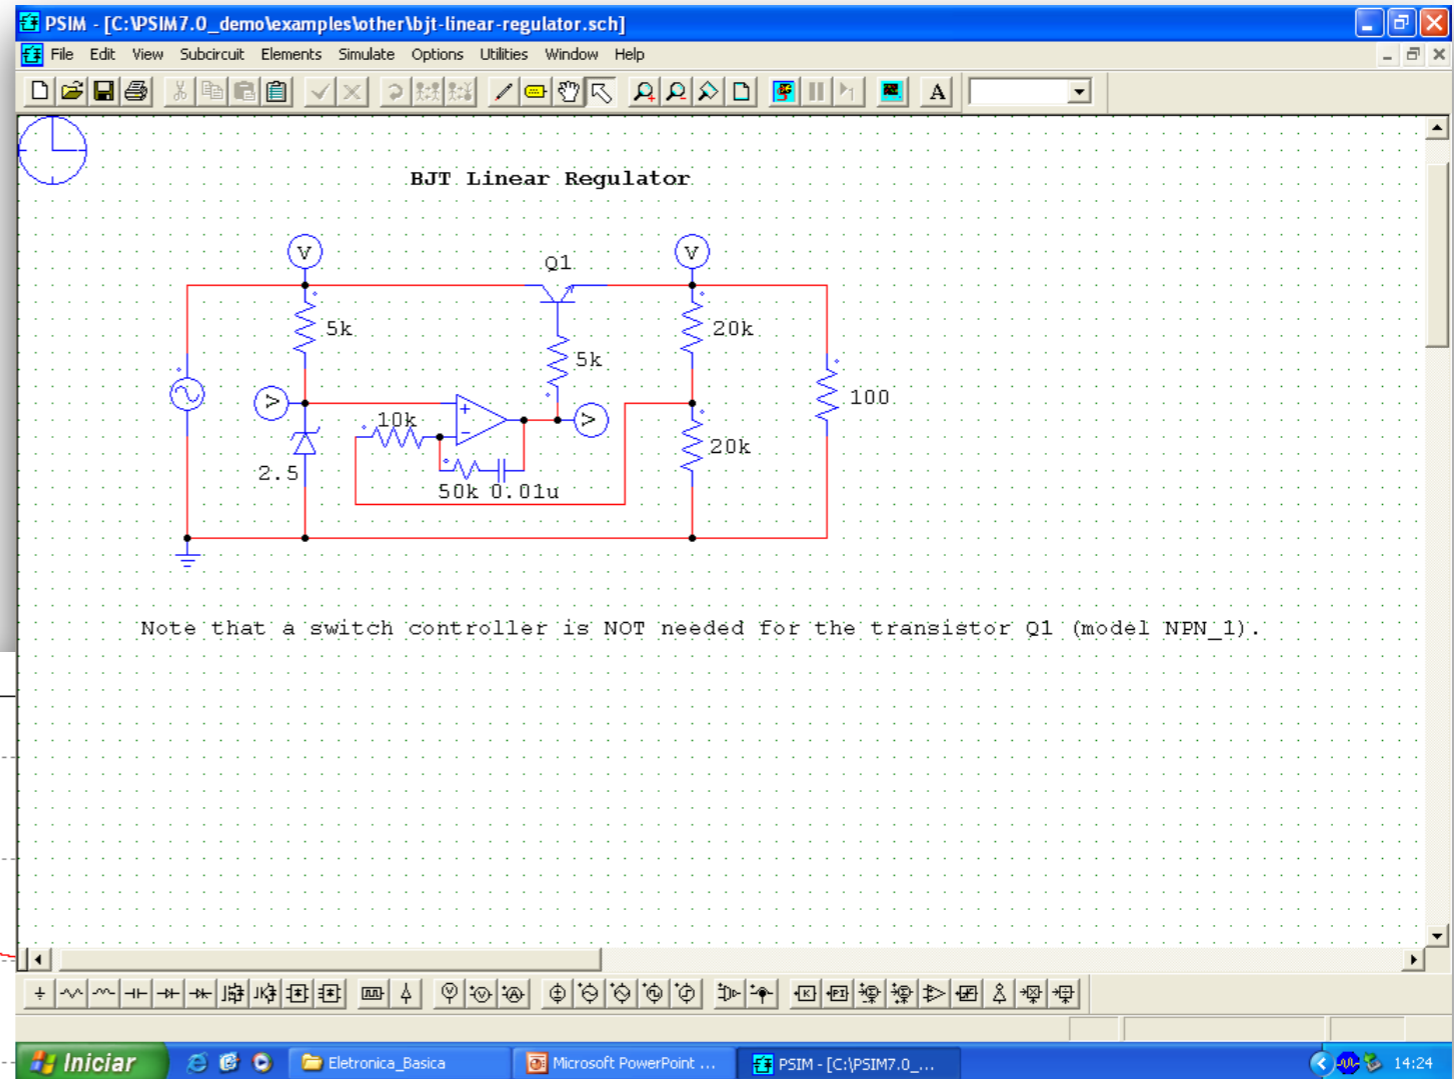 PSIM - [C:\PSIM7.0_demo\examples\other\bjt-linear-regulator.sch]
File Edit View Subcircuit Elements Simulate Options Utilities Window Help
A
BJT Linear Regulator
V
V
Q1
5k
20k
5k
V
100
10k
V
20k
2.5
50k 0.01u
Note that a switch controller is NOT needed for the transistor Q1 (model NPN_1).
Iniciar
Eletronica_Basica
Microsoft PowerPoint ...
PSIM - [C:\PSIM7.0_...
14:24